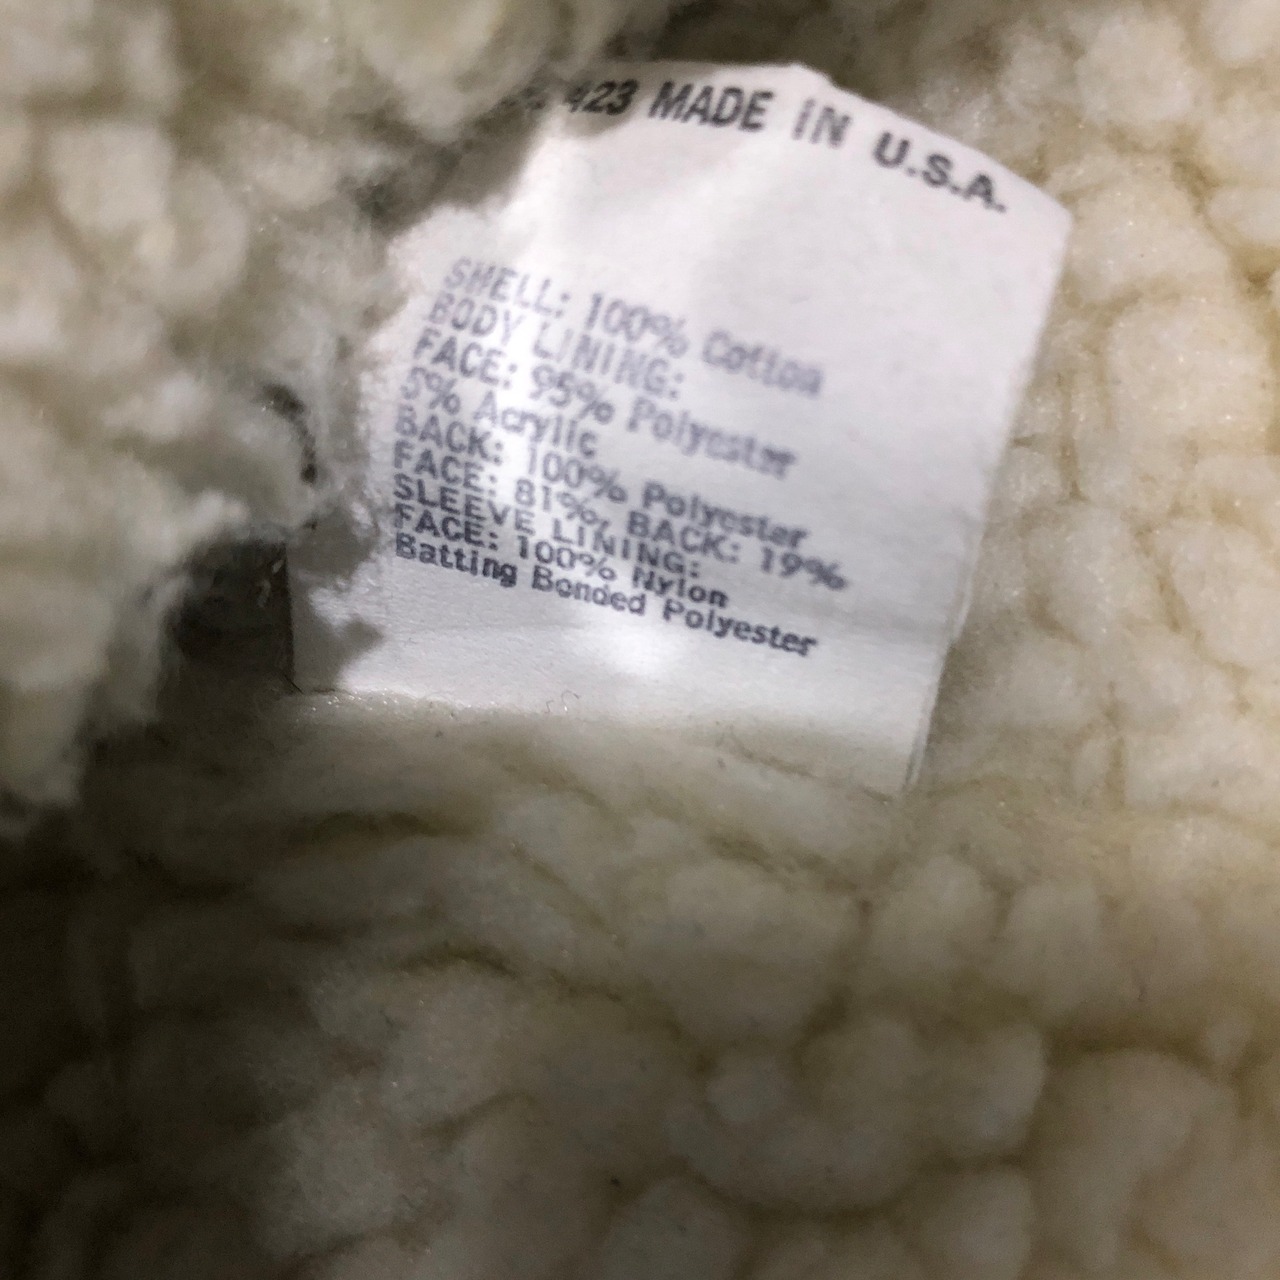 423 MADE IN U.S.A.
SHELL: 100% Cotton
BODY LINING:
FACE: 95% Polyester
5% Acrylic
BACK: 100% Polyester
FACE: 81%, BACK: 19%
SLEEVE LINING:
FACE: 100% Nylon
Batting Bonded Polyester